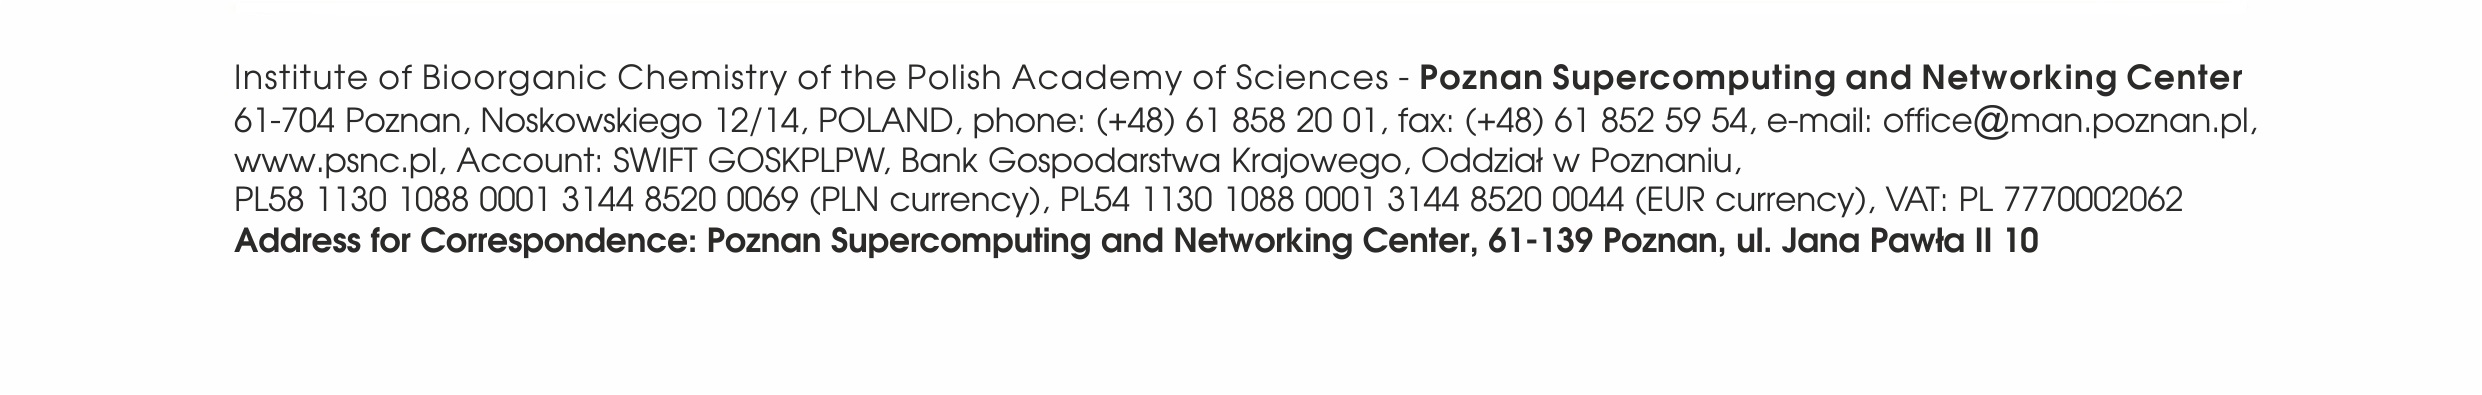 Institute of Bioorganic Chemistry of the Polish Academy of Sciences - Poznan Supercomputing and Networking Center
61-704 Poznan, Noskowskiego 12/14, POLAND, phone: (+48) 61 858 20 01, fax: (+48) 61 852 59 54, e-mail: office@man.poznan.pl,
www.psnc.pl, Account: SWIFT GOSKPLPW, Bank Gospodarstwa Krajowego, Oddział w Poznaniu,
PL58 1130 1088 0001 3144 8520 0069 (PLN currency), PL54 1130 1088 0001 3144 8520 0044 (EUR currency), VAT: PL 7770002062
Address for Correspondence: Poznan Supercomputing and Networking Center, 61-139 Poznan, ul. Jana Pawła II 10